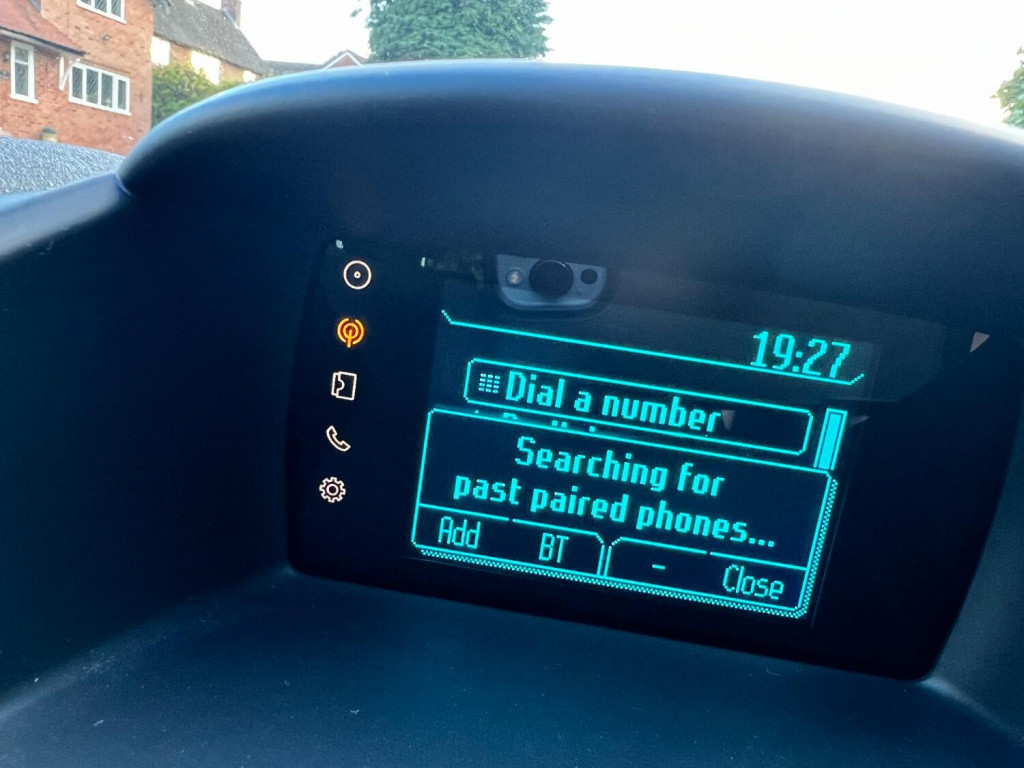 19:27
Dial a number
Searching for
past paired phones...
Add BT - Close